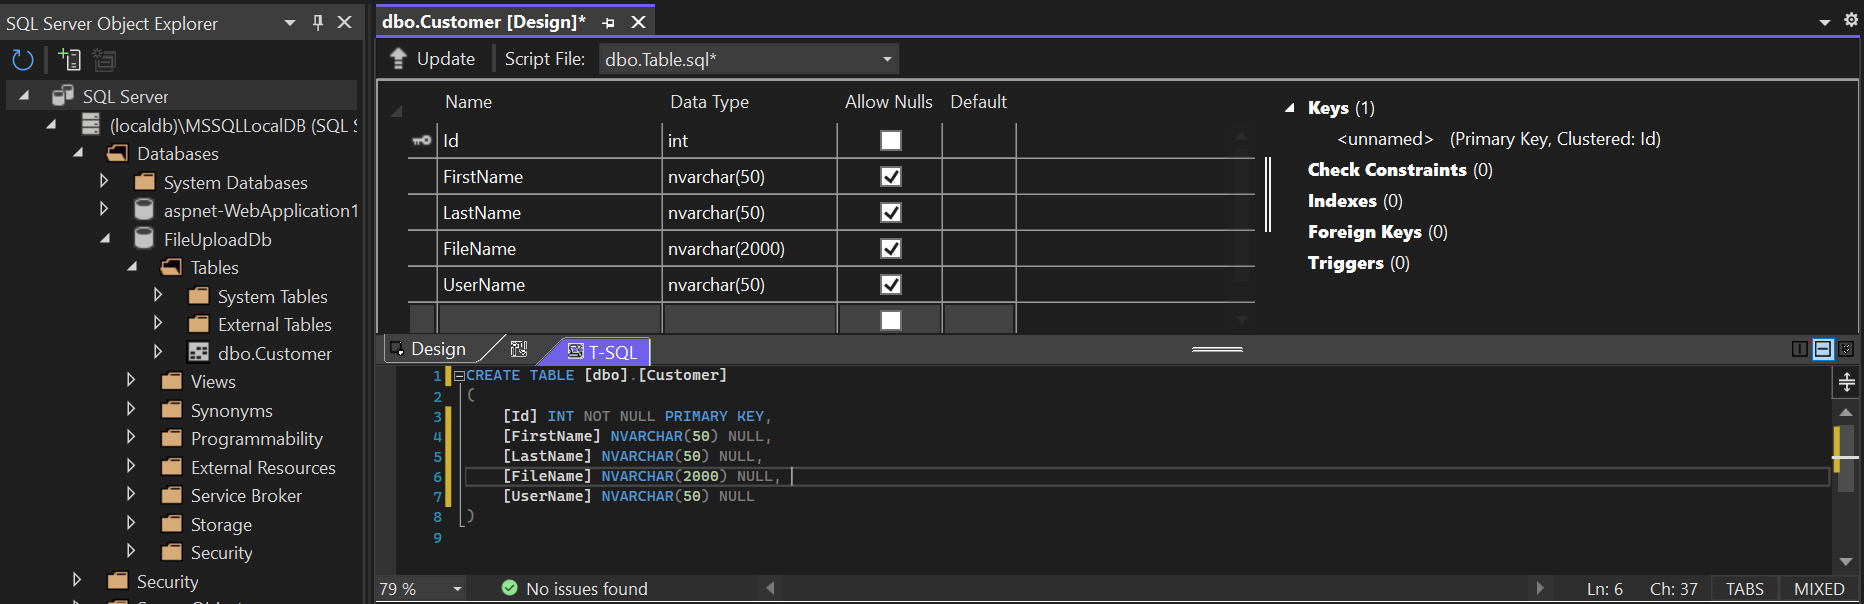 SQL Server Object Explorer
SQL Server
(localdb)\MSSQLLocalDB (SQL
Databases
System Databases
aspnet-WebApplication1
FileUploadDb
Tables
System Tables
External Tables
dbo.Customer
Views
Synonyms
Programmability
External Resources
Service Broker
Storage
Security
Security
dbo.Customer [Design]*
Update
Script File: dbo.Table.sql*
Name Data Type Allow Nulls Default
Id int
FirstName nvarchar(50)
LastName nvarchar(50)
FileName nvarchar(2000)
UserName nvarchar(50)
Keys (1)
<unnamed> (Primary Key, Clustered: Id)
Check Constraints (0)
Indexes (0)
Foreign Keys (0)
Triggers (0)
Design T-SQL
1 CREATE TABLE [dbo].[Customer]
2 (
3 [Id] INT NOT NULL PRIMARY KEY,
4 [FirstName] NVARCHAR(50) NULL,
5 [LastName] NVARCHAR(50) NULL,
6 [FileName] NVARCHAR(2000) NULL,
7 [UserName] NVARCHAR(50) NULL
8 )
9
79 % No issues found Ln: 6 Ch: 37 TABS MIXED